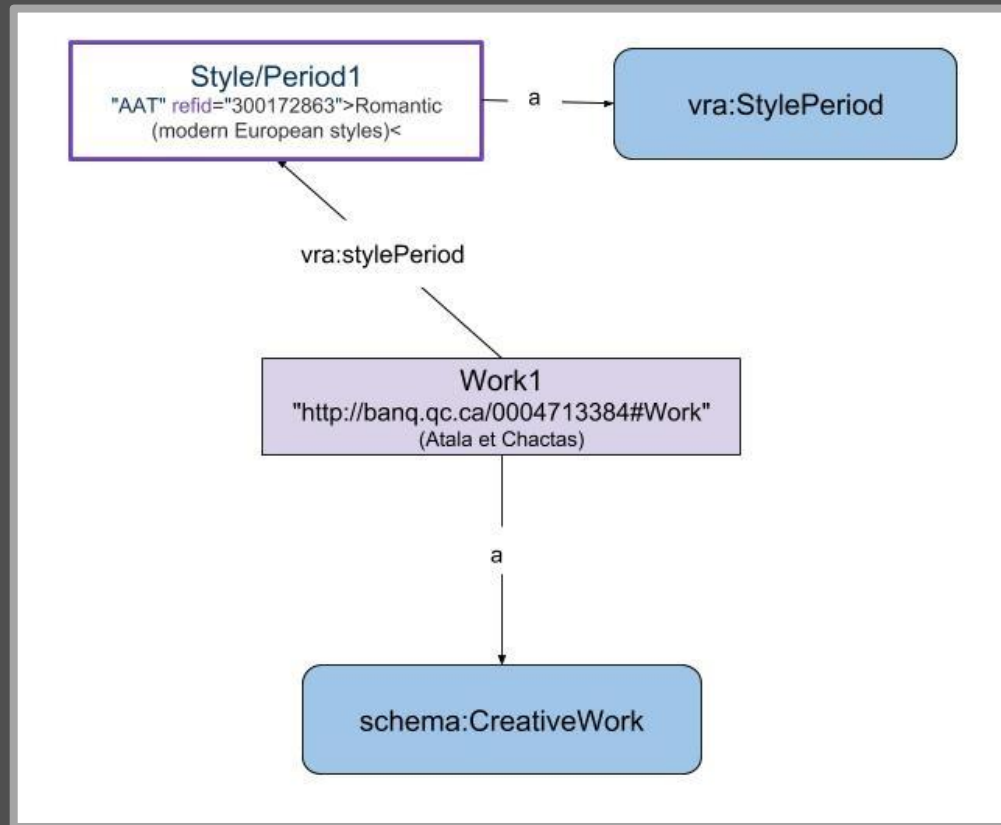 Style/Period1
"AAT" refid="300172863">Romantic
(modern European styles)<
a
vra:StylePeriod
vra:stylePeriod
Work1
"http://banq.qc.ca/0004713384#Work"
(Atala et Chactas)
a
schema:CreativeWork